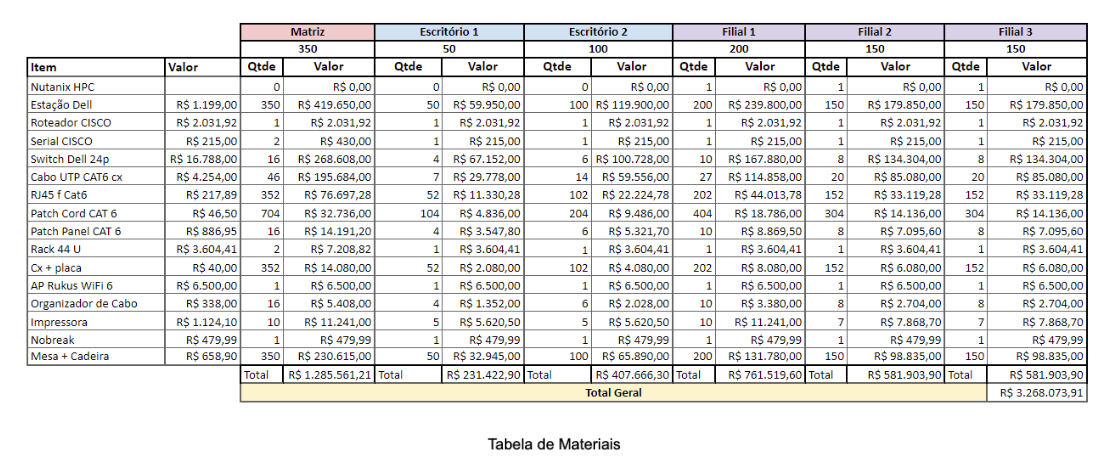 Matriz Escritório 1 Escritório 2 Filial 1 Filial 2 Filial 3
350 50 100 200 150 150
Item Valor Qtde Valor Qtde Valor Qtde Valor Qtde Valor Qtde Valor Qtde Valor
Nutanix HPC 0 R$ 0,00 0 R$ 0,00 0 R$ 0,00 1 R$ 0,00 1 R$ 0,00 1 R$ 0,00
Estação Dell R$ 1.199,00 350 R$ 419.650,00 50 R$ 59.950,00 100 R$ 119.900,00 200 R$ 239.800,00 150 R$ 179.850,00 150 R$ 179.850,00
Roteador CISCO R$ 2.031,92 1 R$ 2.031,92 1 R$ 2.031,92 1 R$ 2.031,92 1 R$ 2.031,92 1 R$ 2.031,92 1 R$ 2.031,92
Serial CISCO R$ 215,00 2 R$ 430,00 1 R$ 215,00 1 R$ 215,00 1 R$ 215,00 1 R$ 215,00 1 R$ 215,00
Switch Dell 24p R$ 16.788,00 16 R$ 268.608,00 4 R$ 67.152,00 6 R$ 100.728,00 10 R$ 167.880,00 8 R$ 134.304,00 8 R$ 134.304,00
Cabo UTP CAT6 cx R$ 4.254,00 46 R$ 195.684,00 7 R$ 29.778,00 14 R$ 59.556,00 27 R$ 114.858,00 20 R$ 85.080,00 20 R$ 85.080,00
RJ45 f Cat6 R$ 217,89 352 R$ 76.697,28 52 R$ 11.330,28 102 R$ 22.224,78 202 R$ 44.013,78 152 R$ 33.119,28 152 R$ 33.119,28
Patch Cord CAT 6 R$ 46,50 704 R$ 32.736,00 104 R$ 4.836,00 204 R$ 9.486,00 404 R$ 18.786,00 304 R$ 14.136,00 304 R$ 14.136,00
Patch Panel CAT 6 R$ 886,95 16 R$ 14.191,20 4 R$ 3.547,80 6 R$ 5.321,70 10 R$ 8.869,50 8 R$ 7.095,60 8 R$ 7.095,60
Rack 44 U R$ 3.604,41 2 R$ 7.208,82 1 R$ 3.604,41 1 R$ 3.604,41 1 R$ 3.604,41 1 R$ 3.604,41 1 R$ 3.604,41
Cx + placa R$ 40,00 352 R$ 14.080,00 52 R$ 2.080,00 102 R$ 4.080,00 202 R$ 8.080,00 152 R$ 6.080,00 152 R$ 6.080,00
AP Rukus WiFi 6 R$ 6.500,00 1 R$ 6.500,00 1 R$ 6.500,00 1 R$ 6.500,00 1 R$ 6.500,00 1 R$ 6.500,00 1 R$ 6.500,00
Organizador de Cabo R$ 338,00 16 R$ 5.408,00 4 R$ 1.352,00 6 R$ 2.028,00 10 R$ 3.380,00 8 R$ 2.704,00 8 R$ 2.704,00
Impressora R$ 1.124,10 10 R$ 11.241,00 5 R$ 5.620,50 5 R$ 5.620,50 10 R$ 11.241,00 7 R$ 7.868,70 7 R$ 7.868,70
Nobreak R$ 479,99 1 R$ 479,99 1 R$ 479,99 1 R$ 479,99 1 R$ 479,99 1 R$ 479,99 1 R$ 479,99
Mesa + Cadeira R$ 658,90 350 R$ 230.615,00 50 R$ 32.945,00 100 R$ 65.890,00 200 R$ 131.780,00 150 R$ 98.835,00 150 R$ 98.835,00
Total R$ 1.285.561,21 Total R$ 231.422,90 Total R$ 407.666,30 Total R$ 761.519,60 Total R$ 581.903,90 Total R$ 581.903,90
Total Geral R$ 3.268.073,91
Tabela de Materiais